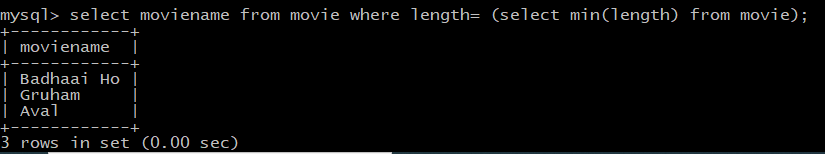 mysql> select moviename from movie where length= (select min(length) from movie);
+------------+
| moviename  |
+------------+
| Badhaai Ho |
| Gruham     |
| Aval       |
+------------+
3 rows in set (0.00 sec)